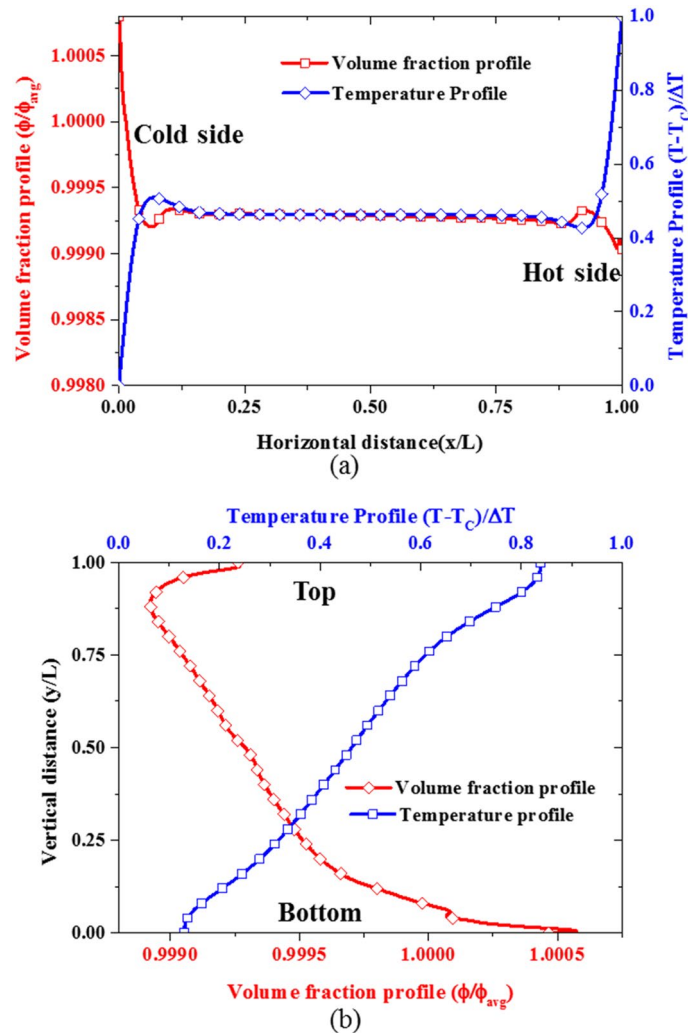 1.0005
1.0000
0.9995
0.9990
0.9985
0.9980
Volume fraction profile (ϕ/ϕavg)
Volume fraction profile
Temperature Profile
Cold side
Hot side
1.0
0.8
0.6
0.4
0.2
0.0
Temperature Profile (T-TC)/ΔT
0.00 0.25 0.50 0.75 1.00
Horizontal distance(x/L)
(a)
Temperature Profile (T-TC)/ΔT
0.0 0.2 0.4 0.6 0.8 1.0
1.00
0.75
0.50
0.25
0.00
Vertical distance (y/L)
Top
Volume fraction profile
Temperature profile
Bottom
0.9990 0.9995 1.0000 1.0005
Volume fraction profile (ϕ/ϕavg)
(b)